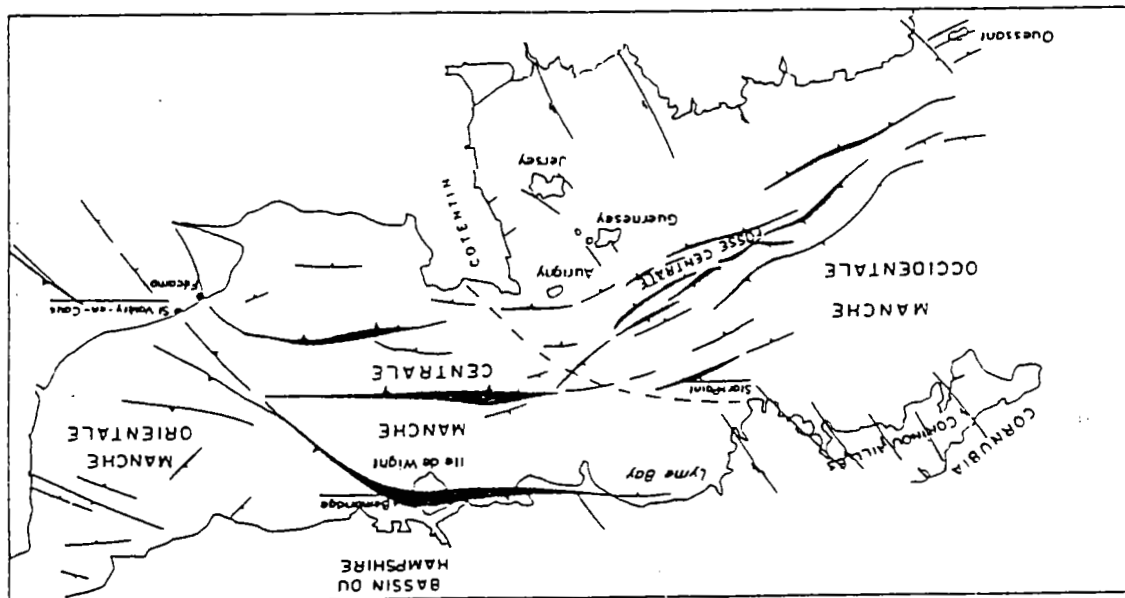 BASSIN DU
HAMPSHIRE
Bembridge
Lyme Bay
Ile de Wight
CORNUBIA
CORNOUAILLES
MANCHE
ORIENTALE
MANCHE
CENTRALE
Start-Point
MANCHE
OCCIDENTALE
St Valéry-en-Caux
Fécamp
FOSSE CENTRALE
Aurigny
Guernesey
COTENTIN
Jersey
Ouessant